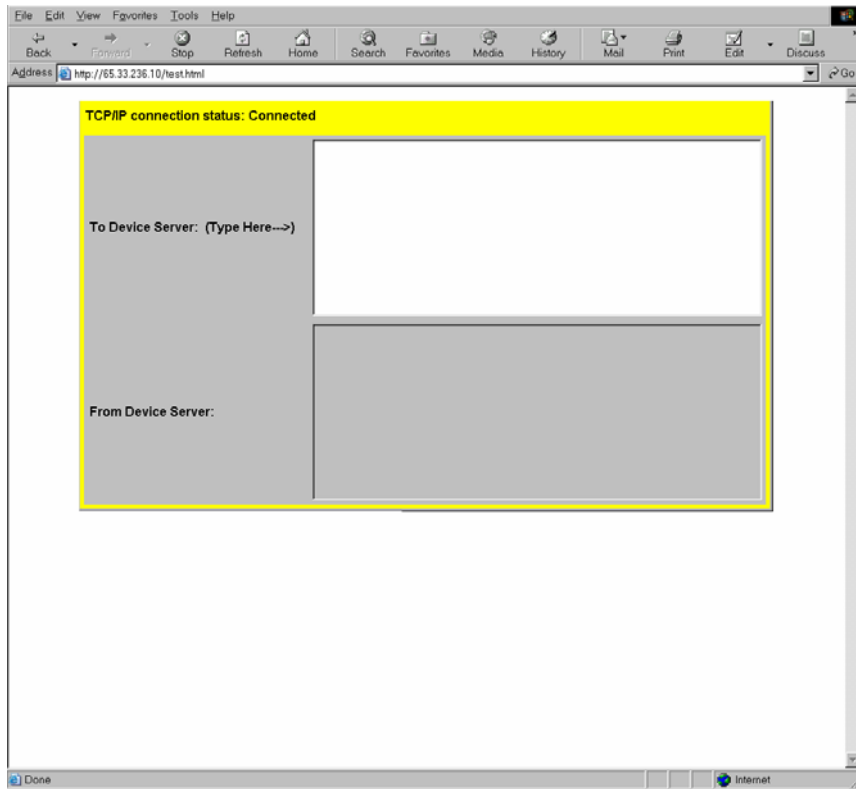 File Edit View Favorites Tools Help
Back Forward Stop Refresh Home Search Favorites Media History Mail Print Edit Discuss
Address http://65.33.236.10/test.html Go
TCP/IP connection status: Connected
To Device Server: (Type Here--->)
From Device Server:
Done Internet